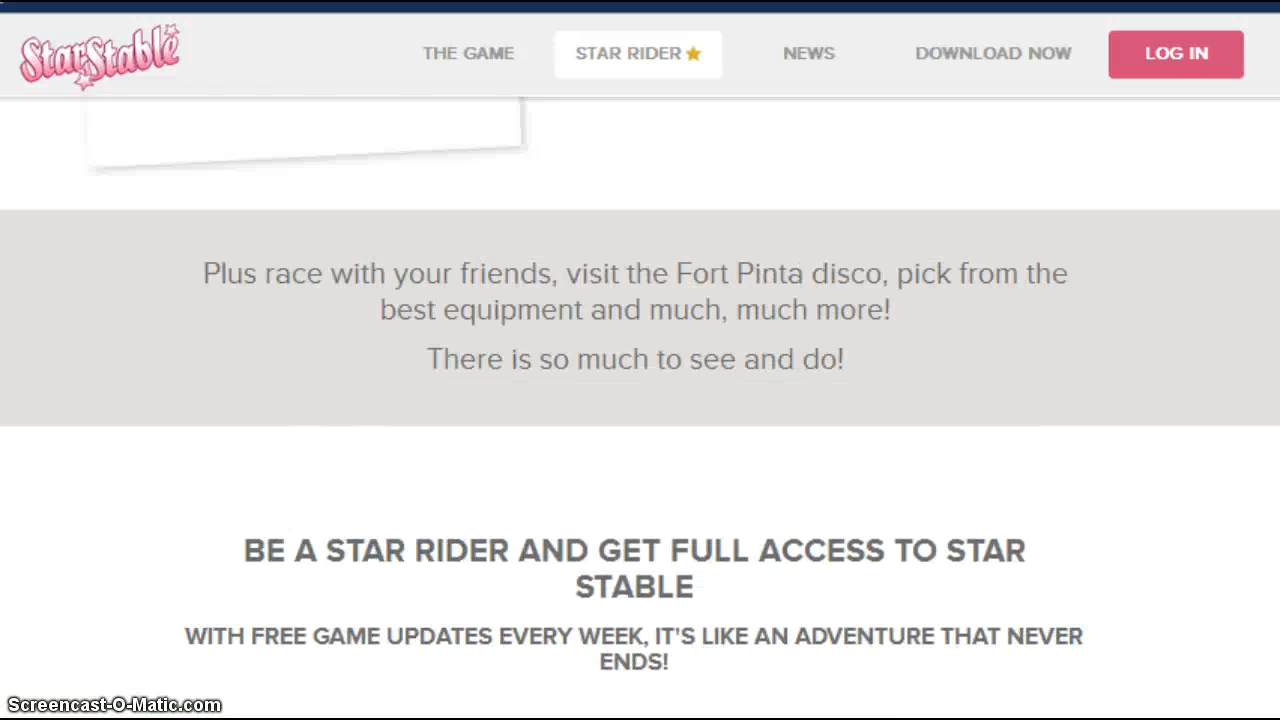 StarStable
THE GAME
STAR RIDER
NEWS
DOWNLOAD NOW
LOG IN
Plus race with your friends, visit the Fort Pinta disco, pick from the
best equipment and much, much more!
There is so much to see and do!
BE A STAR RIDER AND GET FULL ACCESS TO STAR
STABLE
WITH FREE GAME UPDATES EVERY WEEK, IT'S LIKE AN ADVENTURE THAT NEVER
ENDS!
Screencast-O-Matic.com